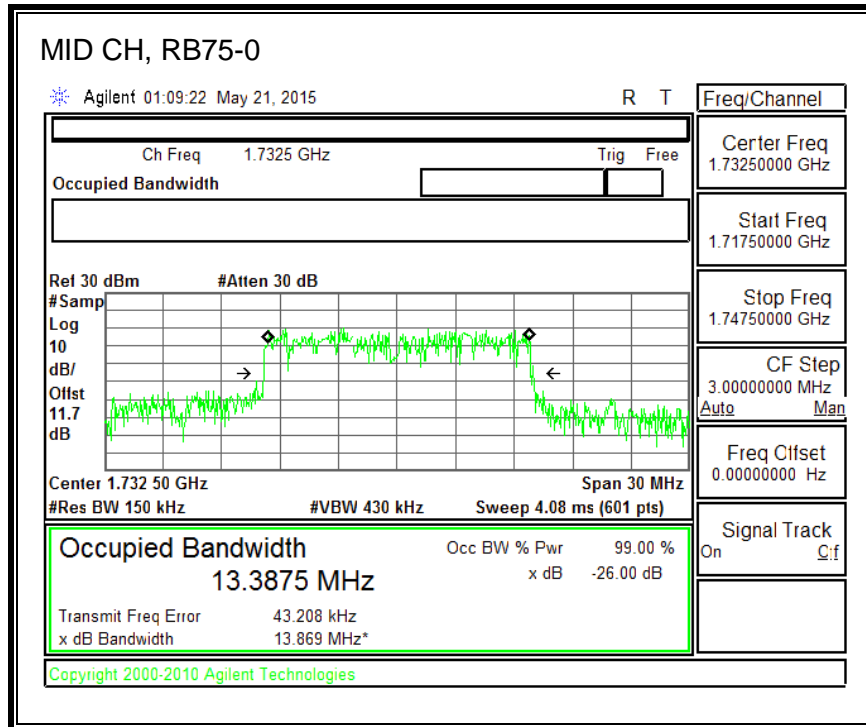 MID CH, RB75-0
Agilent 01:09:22 May 21, 2015 R T
Freq/Channel
Ch Freq 1.7325 GHz Trig Free
Occupied Bandwidth
Center Freq
1.73250000 GHz
Start Freq
1.71750000 GHz
Stop Freq
1.74750000 GHz
CF Step
3.00000000 MHz
Auto Man
Freq Offset
0.00000000 Hz
Signal Track
On Off
Ref 30 dBm #Atten 30 dB
#Samp
Log
10
dB/
Offst
11.7
dB
Center 1.732 50 GHz Span 30 MHz
#Res BW 150 kHz #VBW 430 kHz Sweep 4.08 ms (601 pts)
Occupied Bandwidth Occ BW % Pwr 99.00 %
13.3875 MHz x dB -26.00 dB
Transmit Freq Error 43.208 kHz
x dB Bandwidth 13.869 MHz*
Copyright 2000-2010 Agilent Technologies